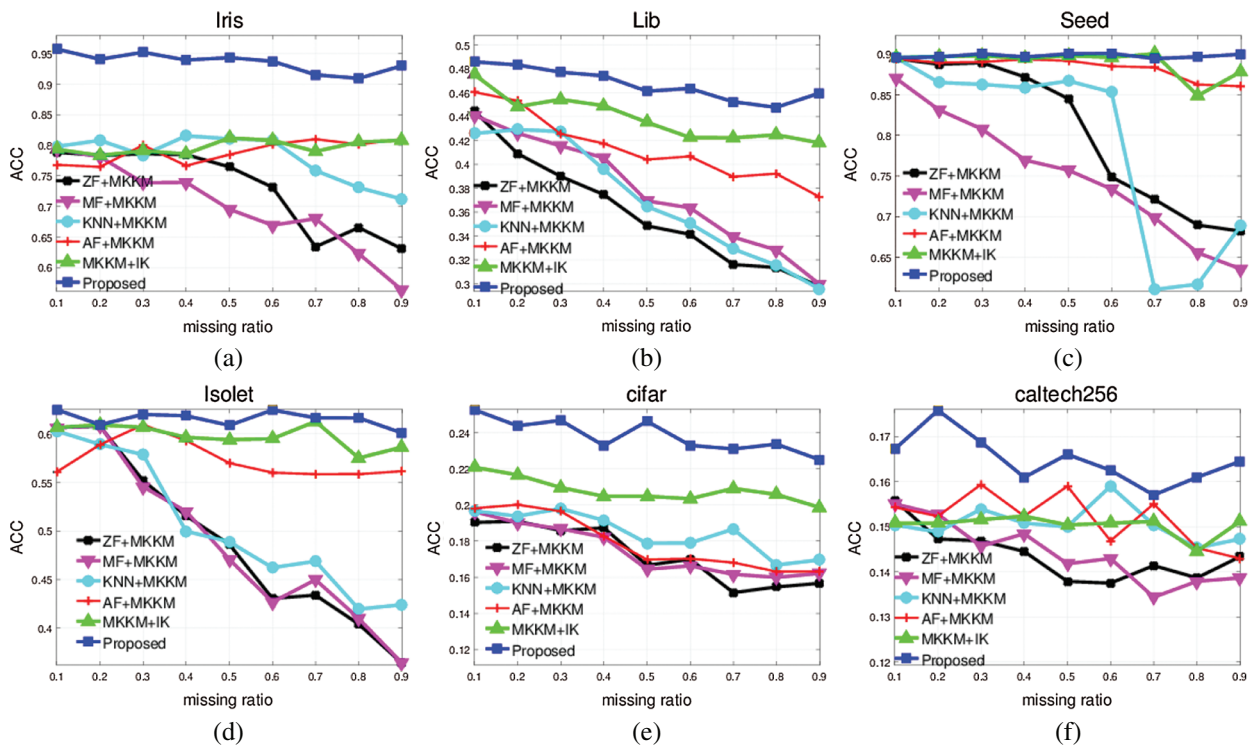 Iris
0.95
0.9
0.85
0.8
0.75
0.7
0.65
0.6
ACC
ZF+MKKM
MF+MKKM
KNN+MKKM
AF+MKKM
MKKM+IK
Proposed
0.1 0.2 0.3 0.4 0.5 0.6 0.7 0.8 0.9
missing ratio
(a)
Lib
0.5
0.48
0.46
0.44
0.42
0.4
0.38
0.36
0.34
0.32
0.3
ACC
ZF+MKKM
MF+MKKM
KNN+MKKM
AF+MKKM
MKKM+IK
Proposed
0.1 0.2 0.3 0.4 0.5 0.6 0.7 0.8 0.9
missing ratio
(b)
Seed
0.9
0.85
0.8
0.75
0.7
0.65
ACC
ZF+MKKM
MF+MKKM
KNN+MKKM
AF+MKKM
MKKM+IK
Proposed
0.1 0.2 0.3 0.4 0.5 0.6 0.7 0.8 0.9
missing ratio
(c)
Isolet
0.6
0.55
0.5
0.45
0.4
ACC
ZF+MKKM
MF+MKKM
KNN+MKKM
AF+MKKM
MKKM+IK
Proposed
0.1 0.2 0.3 0.4 0.5 0.6 0.7 0.8 0.9
missing ratio
(d)
cifar
0.24
0.22
0.2
0.18
0.16
0.14
0.12
ACC
ZF+MKKM
MF+MKKM
KNN+MKKM
AF+MKKM
MKKM+IK
Proposed
0.1 0.2 0.3 0.4 0.5 0.6 0.7 0.8 0.9
missing ratio
(e)
caltech256
0.17
0.16
0.15
0.14
0.13
0.12
ACC
ZF+MKKM
MF+MKKM
KNN+MKKM
AF+MKKM
MKKM+IK
Proposed
0.1 0.2 0.3 0.4 0.5 0.6 0.7 0.8 0.9
missing ratio
(f)